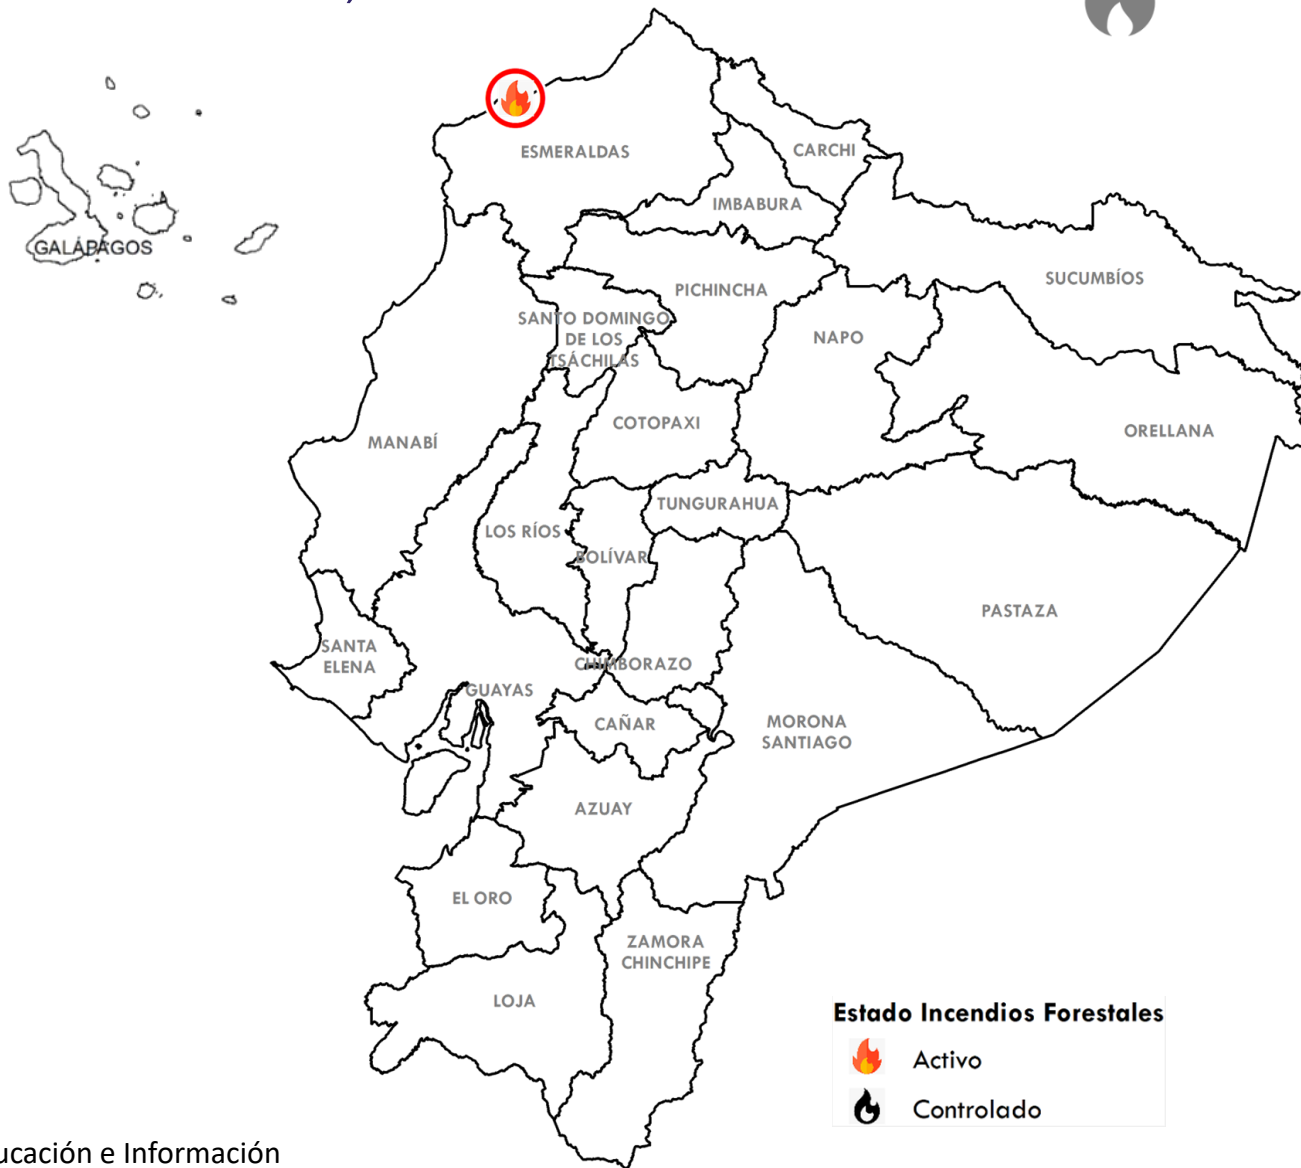 ESMERALDAS
CARCHI
IMBABURA
GALÁPAGOS
SUCUMBÍOS
PICHINCHA
SANTO DOMINGO
DE LOS
TSÁCHILAS
NAPO
COTOPAXI
ORELLANA
MANABÍ
TUNGURAHUA
LOS RÍOS
BOLÍVAR
PASTAZA
SANTA
ELENA
CHIMBORAZO
GUAYAS
CAÑAR
MORONA
SANTIAGO
AZUAY
EL ORO
ZAMORA
CHINCHIPE
LOJA
Estado Incendios Forestales
Activo
Controlado
ucación e Información